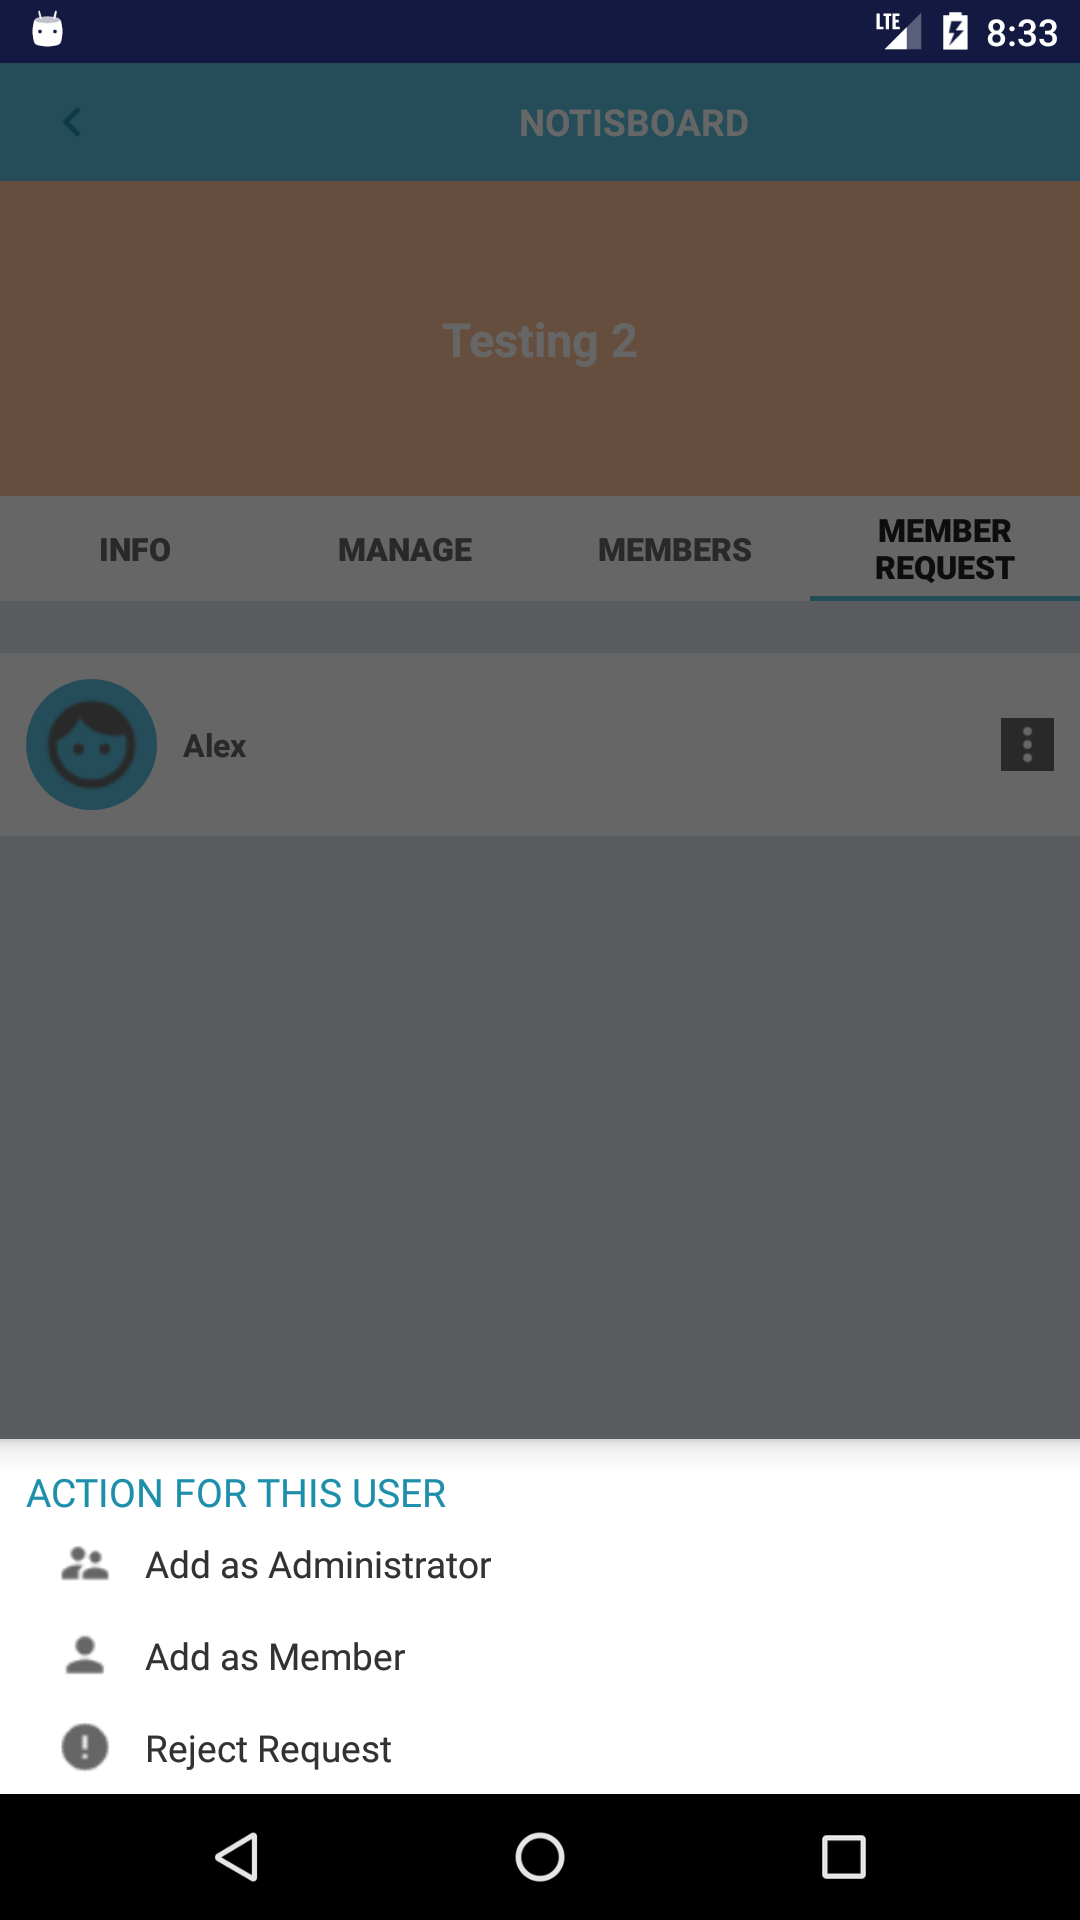 LTE 8:33
NOTISBOARD
Testing 2
INFO MANAGE MEMBERS MEMBER REQUEST
Alex
ACTION FOR THIS USER
Add as Administrator
Add as Member
Reject Request